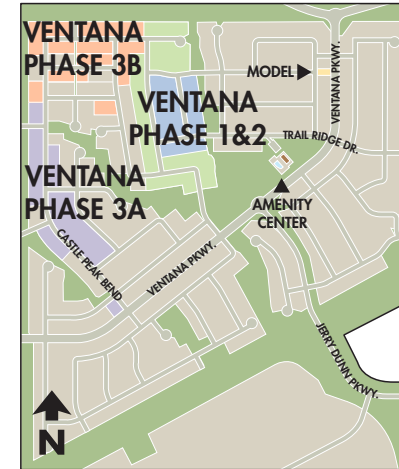 VENTANA
PHASE 3B
MODEL
VENTANA PKWY.
VENTANA
PHASE 1&2
TRAIL RIDGE DR.
VENTANA
PHASE 3A
AMENITY
CENTER
CASTLE PEAK BEND
VENTANA PKWY.
JERRY DUNN PKWY.
N